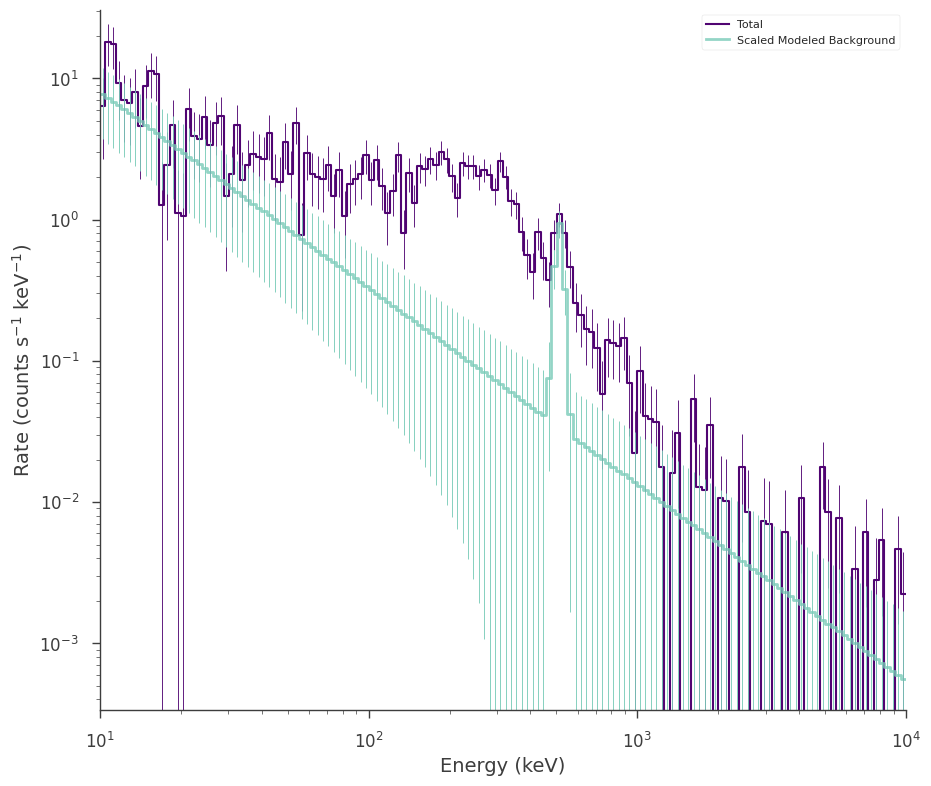 Total
Scaled Modeled Background
Rate (counts s⁻¹ keV⁻¹)
10¹
10⁰
10⁻¹
10⁻²
10⁻³
10¹ 10² 10³ 10⁴
Energy (keV)